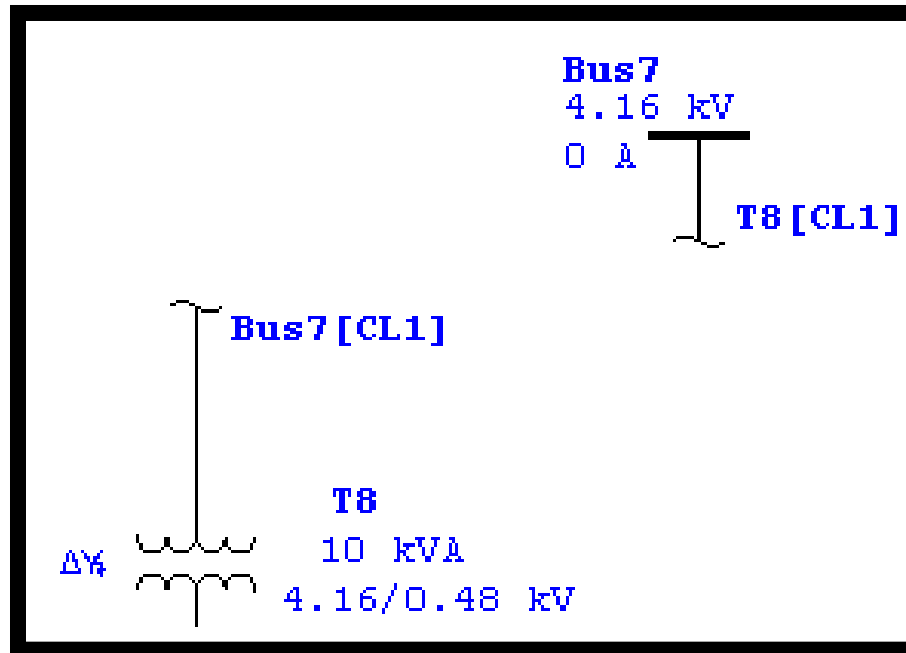 Bus7
4.16 kV
0 A
T8[CL1]
Bus7[CL1]
T8
10 kVA
4.16/0.48 kV